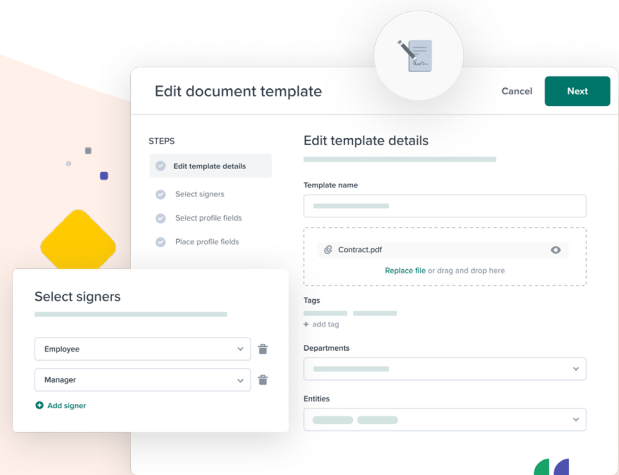 Edit document template
Cancel
Next
STEPS
Edit template details
Select signers
Select profile fields
Place profile fields
Edit template details
Template name
Contract.pdf
Replace file or drag and drop here
Tags
+ add tag
Departments
Entities
Select signers
Employee
Manager
Add signer